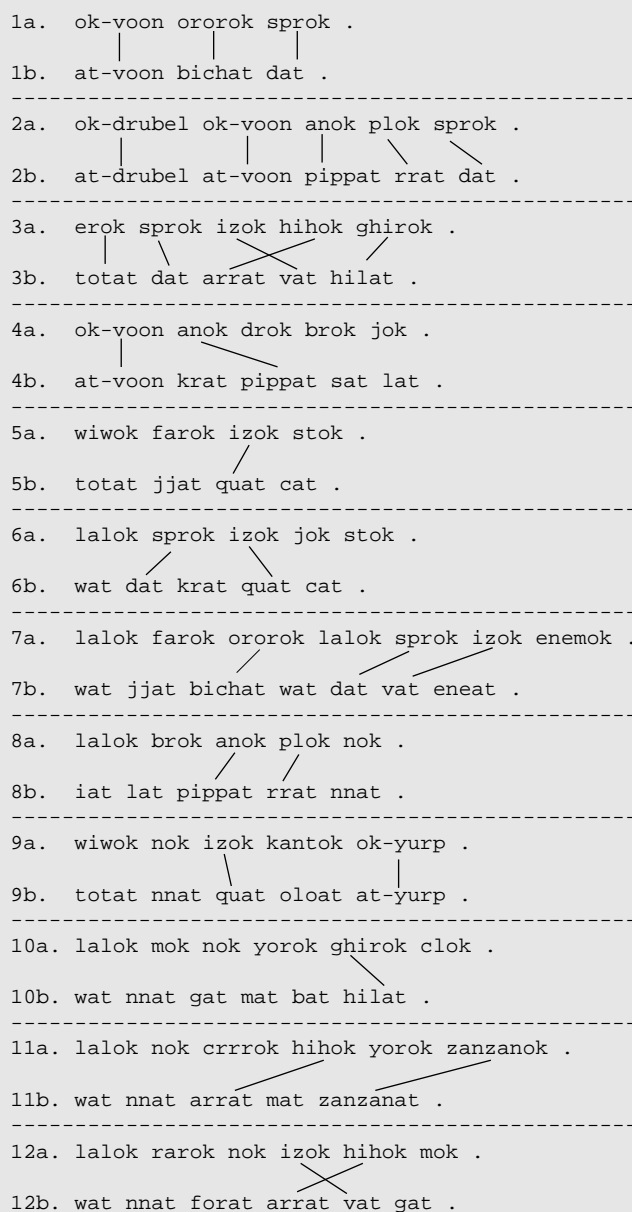 1a. ok-voon ororok sprok .
1b. at-voon bichat dat .
2a. ok-drubel ok-voon anok plok sprok .
2b. at-drubel at-voon pippat rrat dat .
3a. erok sprok izok hihok ghirok .
3b. totat dat arrat vat hilat .
4a. ok-voon anok drok brok jok .
4b. at-voon krat pippat sat lat .
5a. wiwok farok izok stok .
5b. totat jjat quat cat .
6a. lalok sprok izok jok stok .
6b. wat dat krat quat cat .
7a. lalok farok ororok lalok sprok izok enemok .
7b. wat jjat bichat wat dat vat eneat .
8a. lalok brok anok plok nok .
8b. iat lat pippat rrat nnat .
9a. wiwok nok izok kantok ok-yurp .
9b. totat nnat quat oloat at-yurp .
10a. lalok mok nok yorok ghirok clok .
10b. wat nnat gat mat bat hilat .
11a. lalok nok crrrok hihok yorok zanzanok .
11b. wat nnat arrat mat zanzanat .
12a. lalok rarok nok izok hihok mok .
12b. wat nnat forat arrat vat gat .